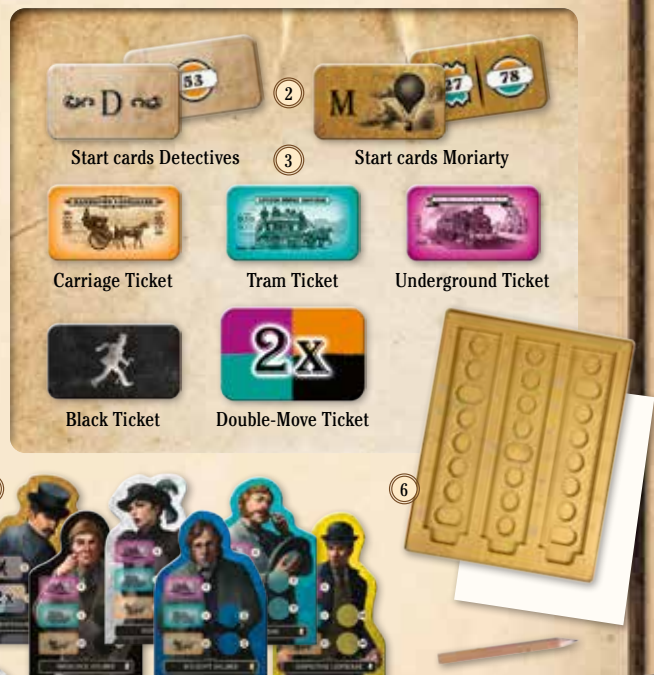 D
53
2
M
27
78
Start cards Detectives
3
Start cards Moriarty
Carriage Ticket
Tram Ticket
Underground Ticket
2x
Black Ticket
Double-Move Ticket
6
2x